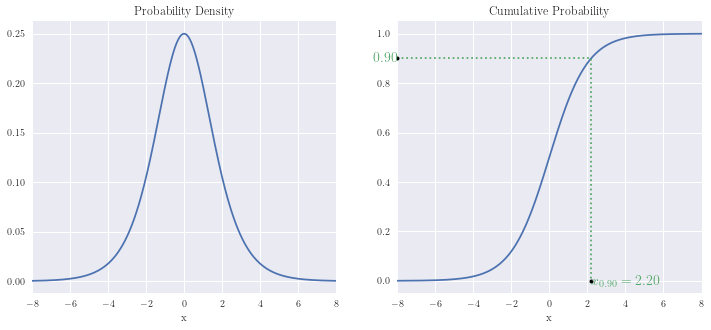 Probability Density
0.25
0.20
0.15
0.10
0.05
0.00
−8 −6 −4 −2 0 2 4 6 8
x
Cumulative Probability
1.0
0.90
0.8
0.6
0.4
0.2
0.0
x0.90 = 2.20
−8 −6 −4 −2 0 2 4 6 8
x